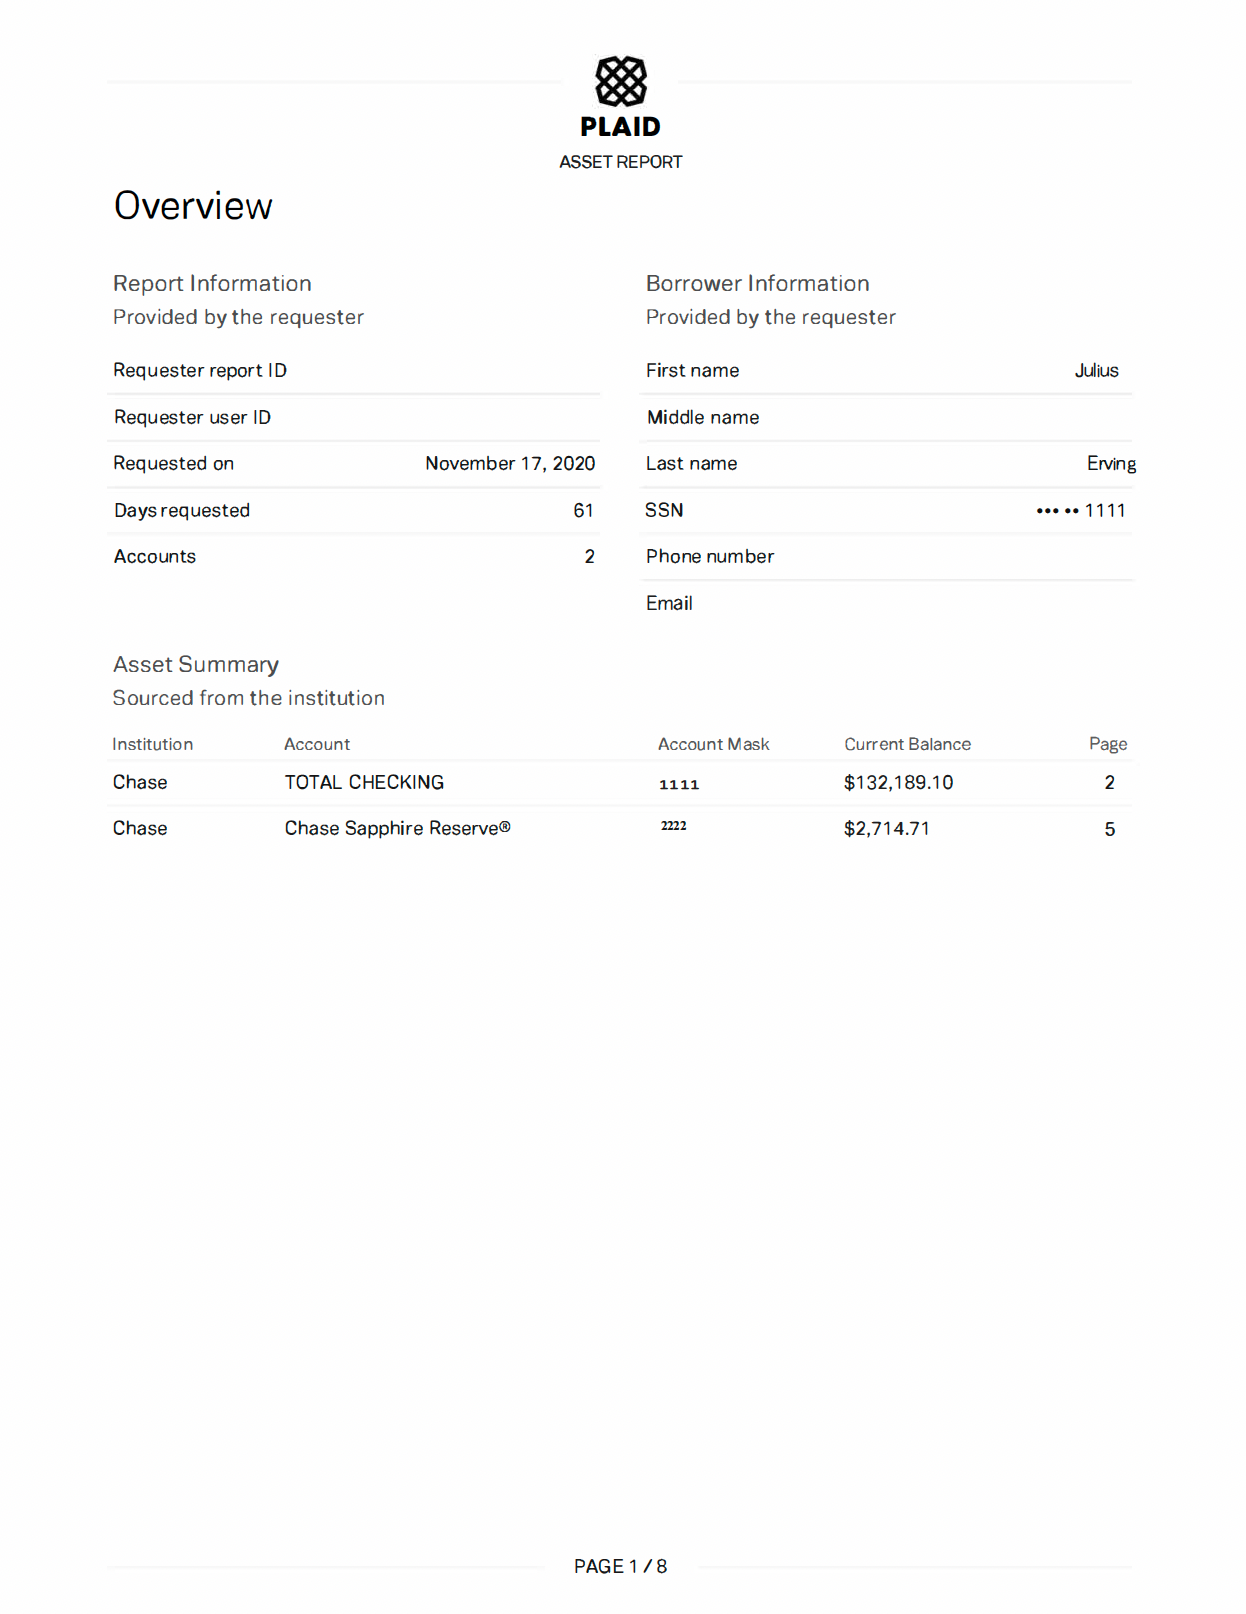 PLAID
ASSET REPORT
Overview
Report Information
Provided by the requester
Requester report ID
Requester user ID
Requested on November 17, 2020
Days requested 61
Accounts 2
Borrower Information
Provided by the requester
First name Julius
Middle name
Last name Erving
SSN ••• •• 1111
Phone number
Email
Asset Summary
Sourced from the institution
Institution Account Account Mask Current Balance Page
Chase TOTAL CHECKING 1111 $132,189.10 2
Chase Chase Sapphire Reserve® 2222 $2,714.71 5
PAGE 1 / 8